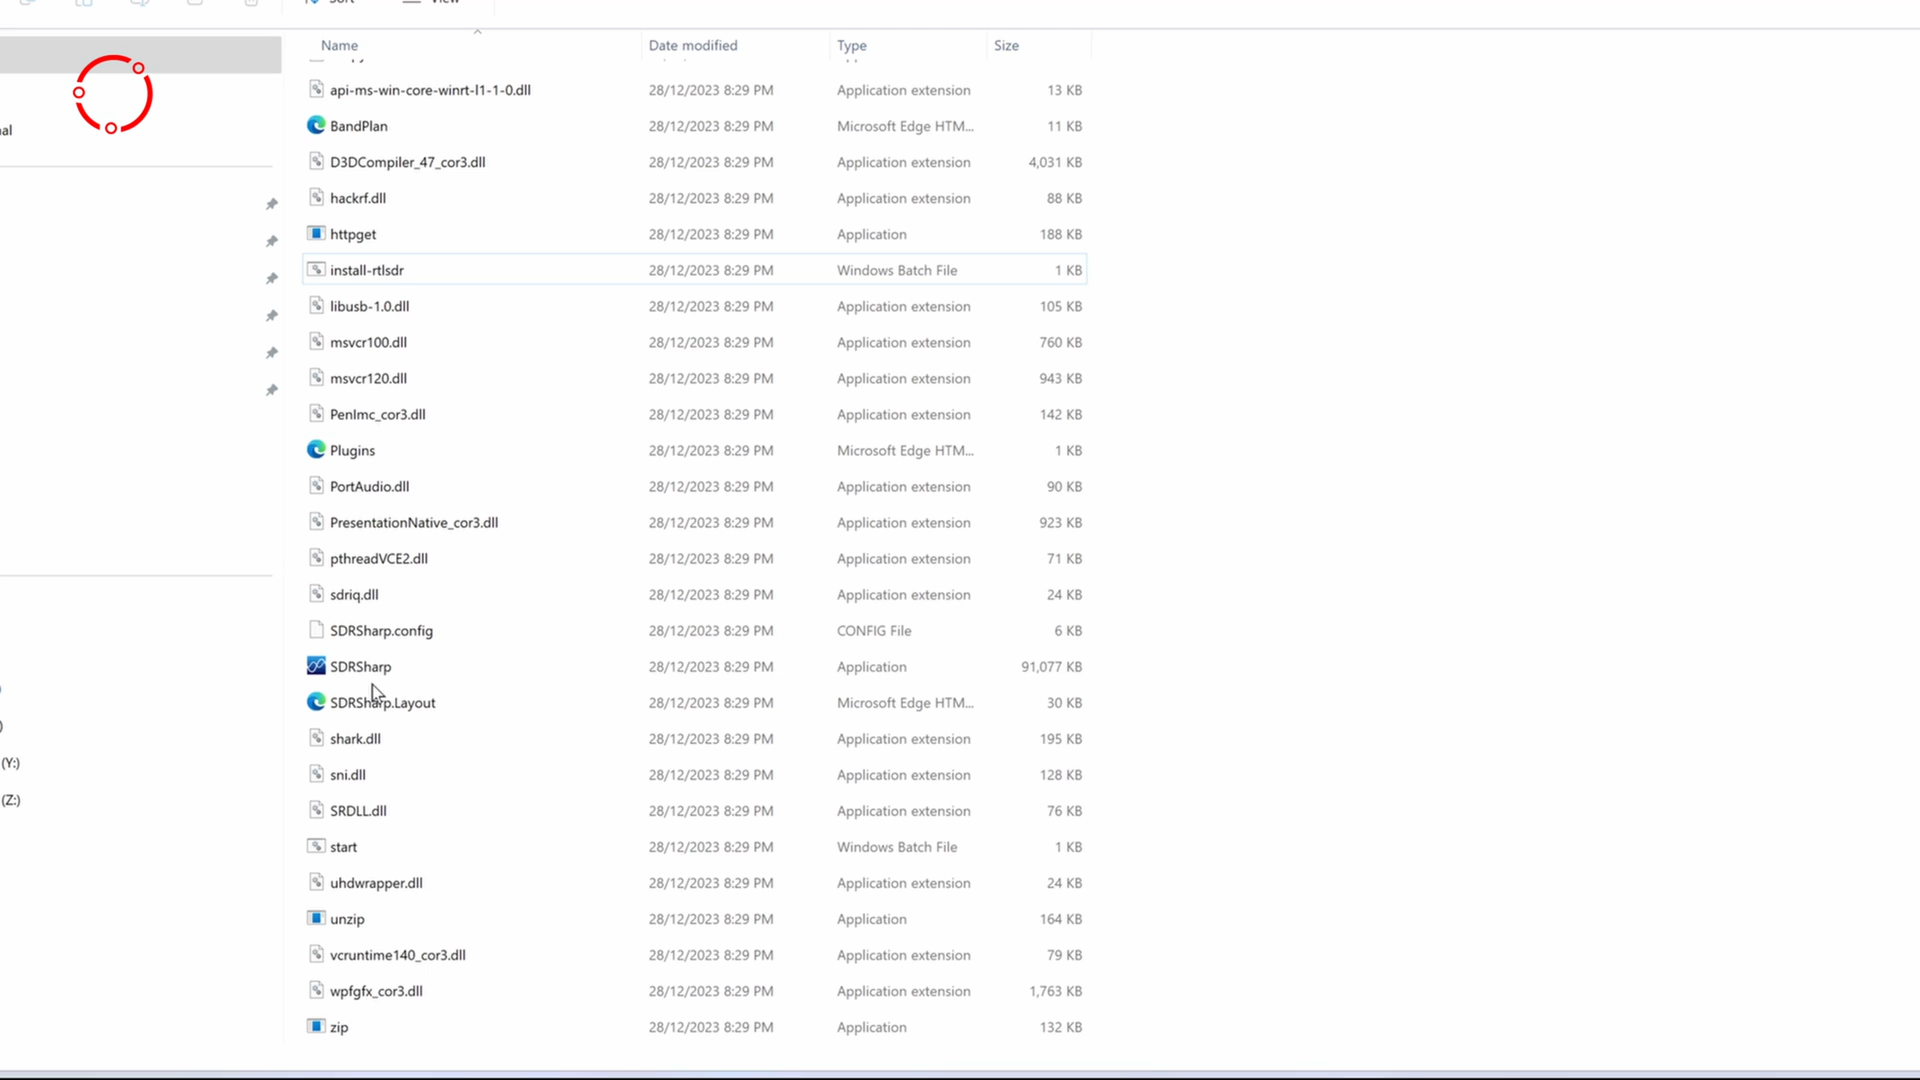 Name Date modified Type Size
api-ms-win-core-winrt-l1-1-0.dll 28/12/2023 8:29 PM Application extension 13 KB
BandPlan 28/12/2023 8:29 PM Microsoft Edge HTM... 11 KB
D3DCompiler_47_cor3.dll 28/12/2023 8:29 PM Application extension 4,031 KB
hackrf.dll 28/12/2023 8:29 PM Application extension 88 KB
httpget 28/12/2023 8:29 PM Application 188 KB
install-rtlsdr 28/12/2023 8:29 PM Windows Batch File 1 KB
libusb-1.0.dll 28/12/2023 8:29 PM Application extension 105 KB
msvcr100.dll 28/12/2023 8:29 PM Application extension 760 KB
msvcr120.dll 28/12/2023 8:29 PM Application extension 943 KB
PenImc_cor3.dll 28/12/2023 8:29 PM Application extension 142 KB
Plugins 28/12/2023 8:29 PM Microsoft Edge HTM... 1 KB
PortAudio.dll 28/12/2023 8:29 PM Application extension 90 KB
PresentationNative_cor3.dll 28/12/2023 8:29 PM Application extension 923 KB
pthreadVCE2.dll 28/12/2023 8:29 PM Application extension 71 KB
sdriq.dll 28/12/2023 8:29 PM Application extension 24 KB
SDRSharp.config 28/12/2023 8:29 PM CONFIG File 6 KB
SDRSharp 28/12/2023 8:29 PM Application 91,077 KB
SDRSharp.Layout 28/12/2023 8:29 PM Microsoft Edge HTM... 30 KB
shark.dll 28/12/2023 8:29 PM Application extension 195 KB
(Y:)
sni.dll 28/12/2023 8:29 PM Application extension 128 KB
(Z:)
SRDLL.dll 28/12/2023 8:29 PM Application extension 76 KB
start 28/12/2023 8:29 PM Windows Batch File 1 KB
uhdwrapper.dll 28/12/2023 8:29 PM Application extension 24 KB
unzip 28/12/2023 8:29 PM Application 164 KB
vcruntime140_cor3.dll 28/12/2023 8:29 PM Application extension 79 KB
wpfgfx_cor3.dll 28/12/2023 8:29 PM Application extension 1,763 KB
zip 28/12/2023 8:29 PM Application 132 KB